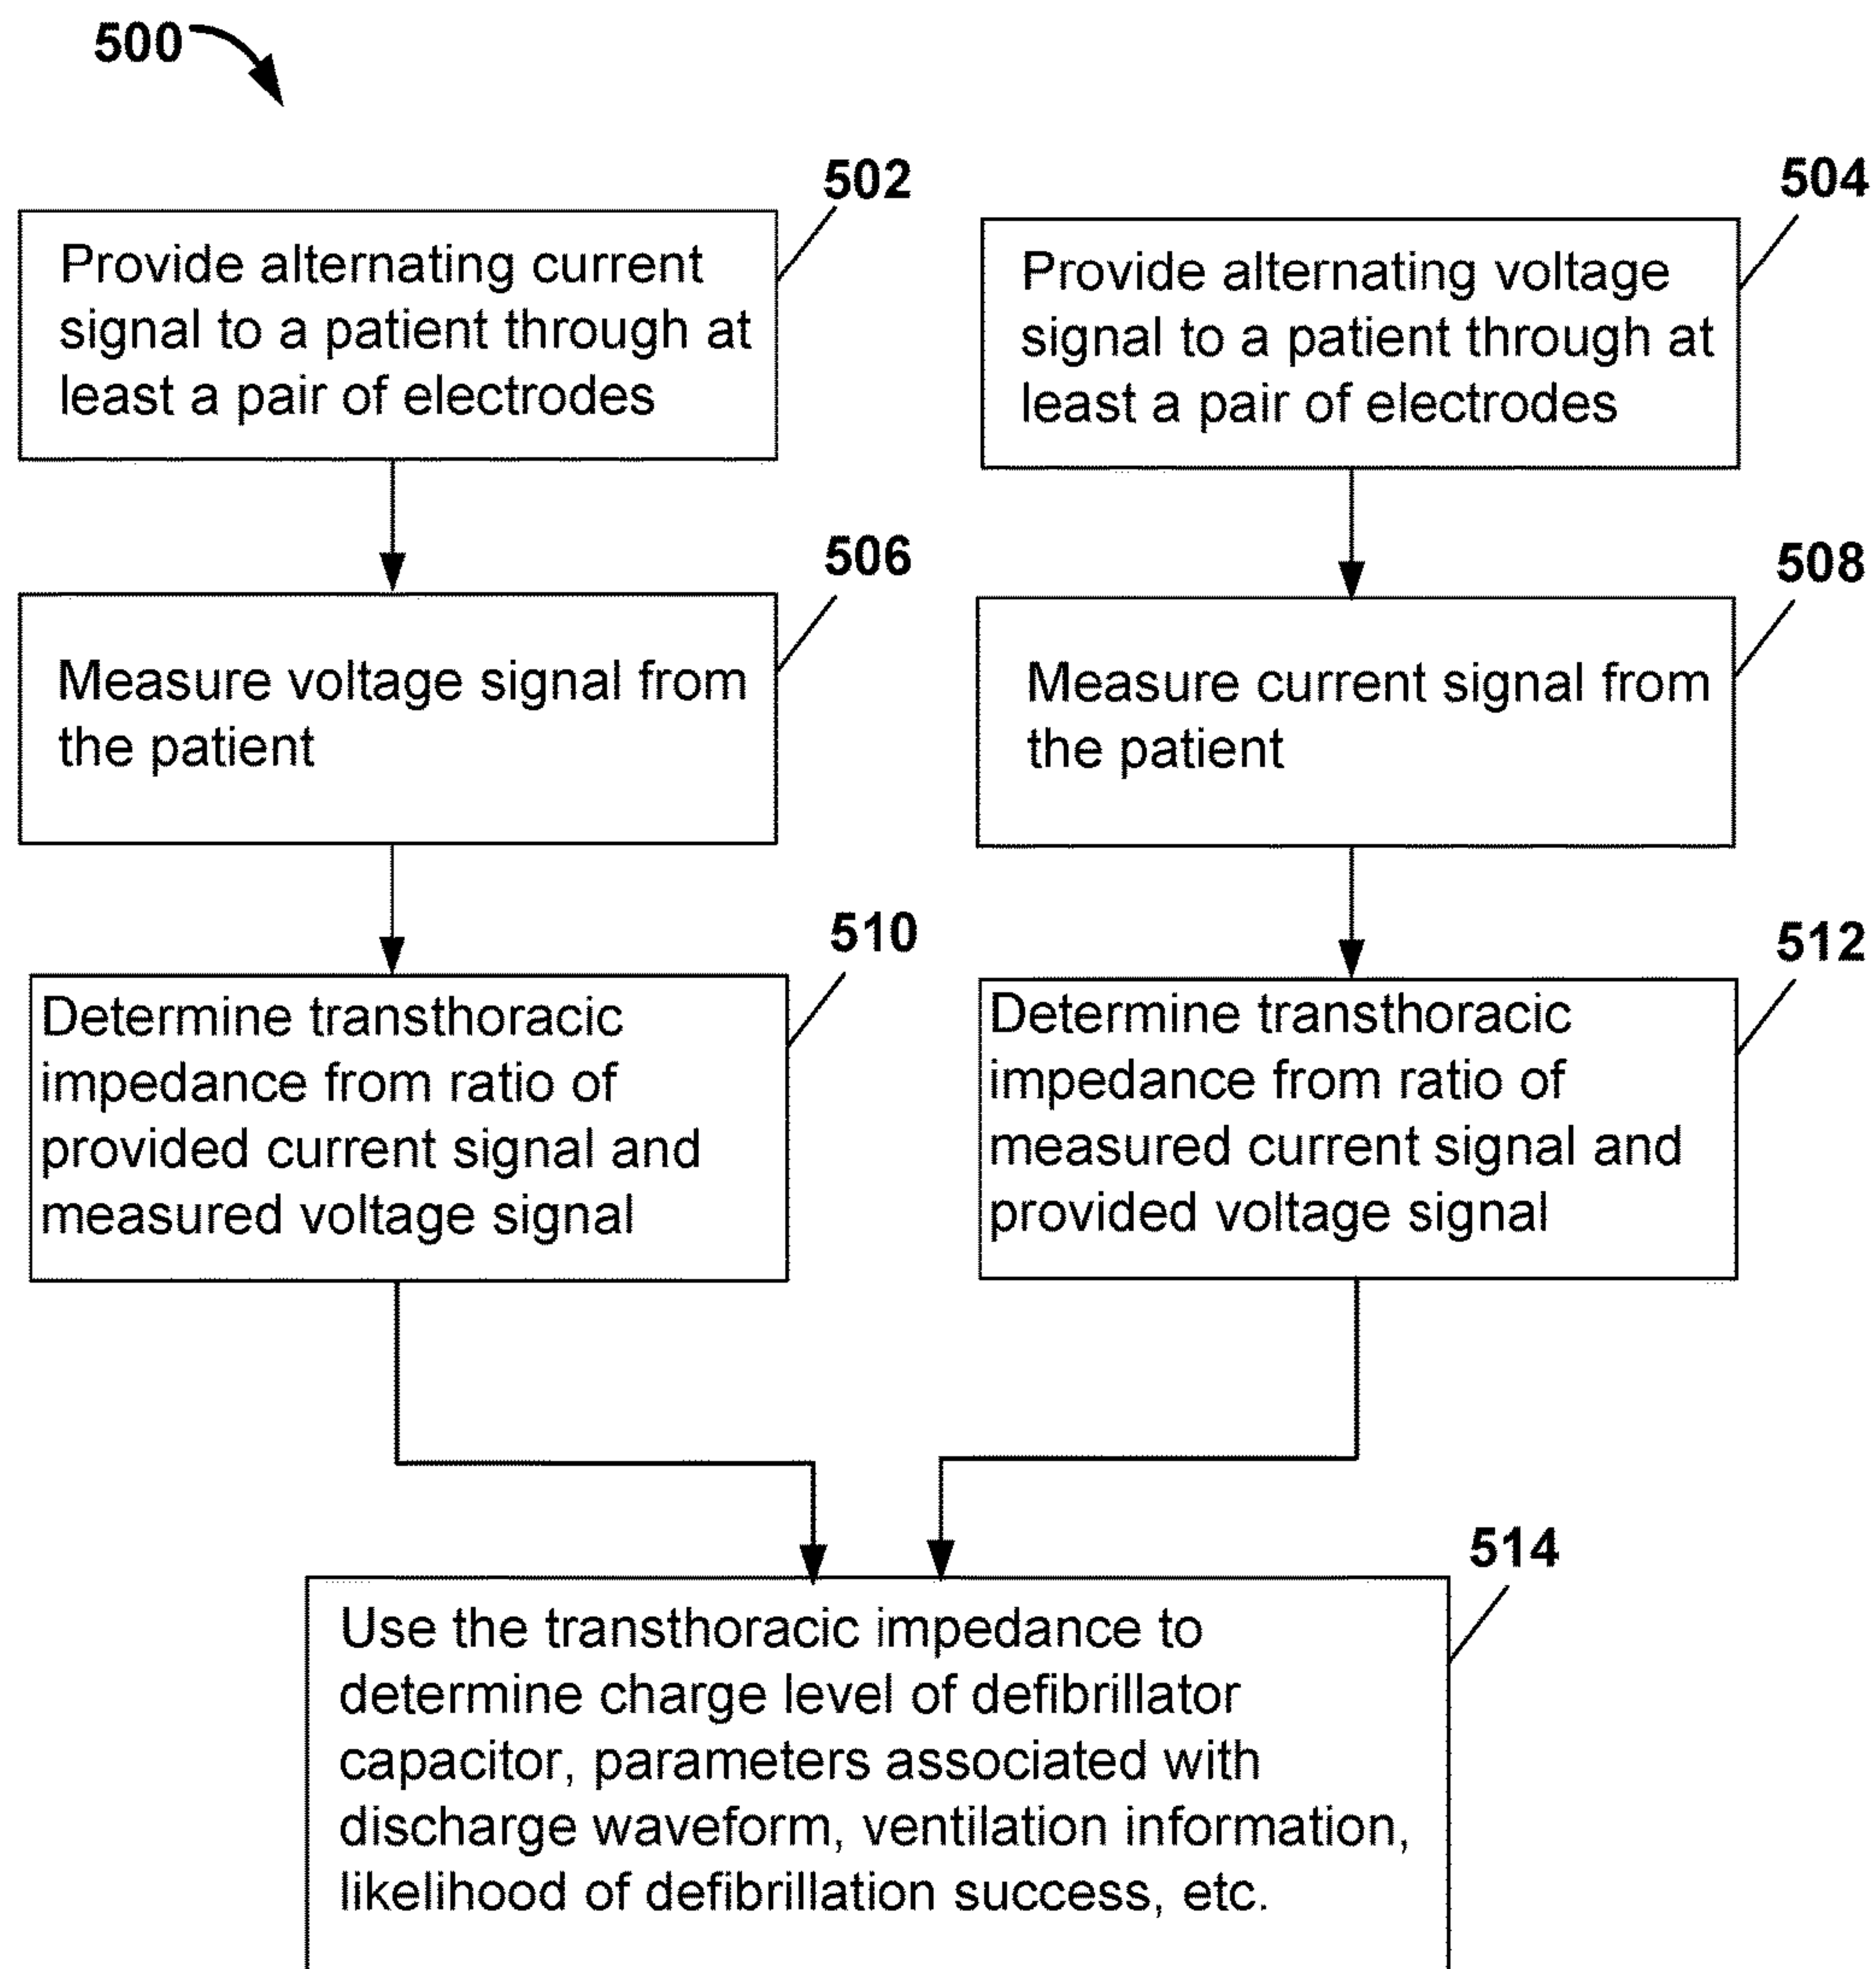 500
502
Provide alternating current
signal to a patient through at
least a pair of electrodes
504
Provide alternating voltage
signal to a patient through at
least a pair of electrodes
506
Measure voltage signal from
the patient
508
Measure current signal from
the patient
510
Determine transthoracic
impedance from ratio of
provided current signal and
measured voltage signal
512
Determine transthoracic
impedance from ratio of
measured current signal and
provided voltage signal
514
Use the transthoracic impedance to
determine charge level of defibrillator
capacitor, parameters associated with
discharge waveform, ventilation information,
likelihood of defibrillation success, etc.